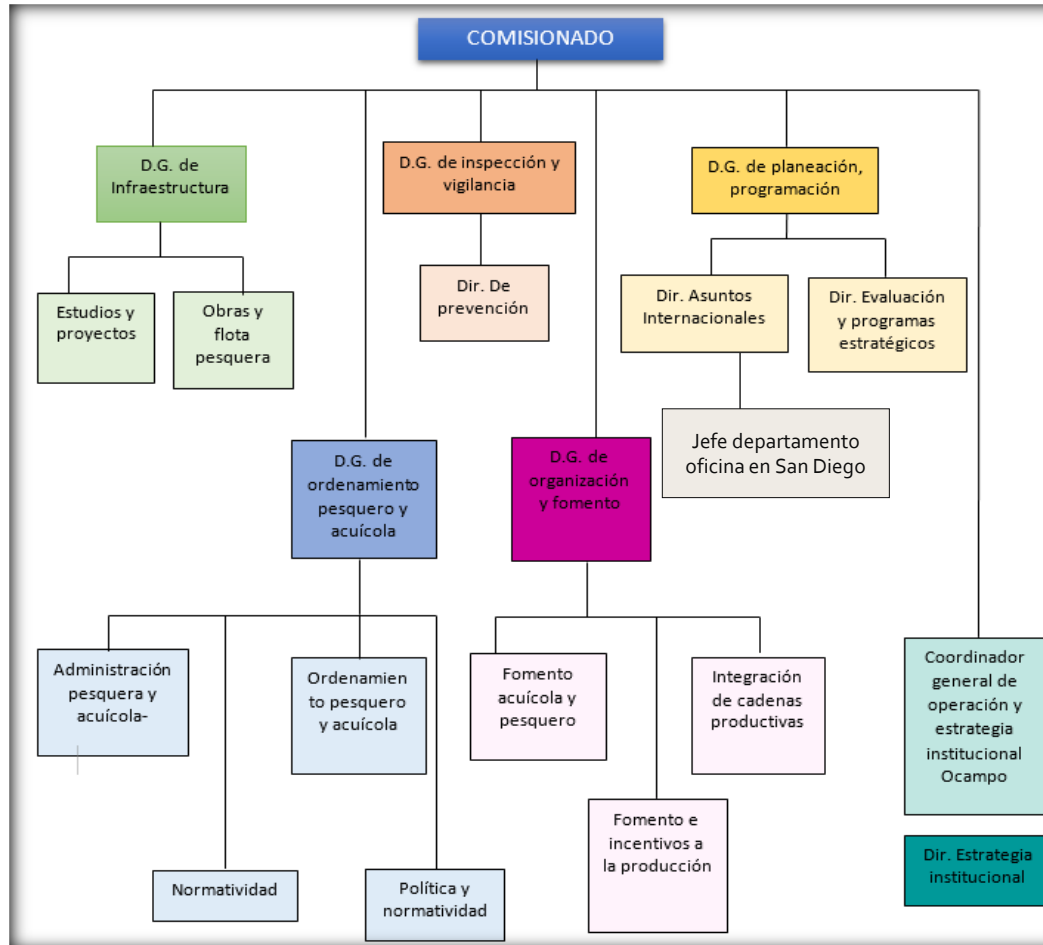 COMISIONADO
D.G. de
Infraestructura
D.G. de inspección y
vigilancia
D.G. de planeación,
programación
Estudios y
proyectos
Obras y
flota
pesquera
Dir. De
prevención
Dir. Asuntos
Internacionales
Dir. Evaluación
y programas
estratégicos
Jefe departamento
oficina en San Diego
D.G. de
ordenamiento
pesquero y
acuícola
D.G. de
organización
y fomento
Administración
pesquera y
acuícola-
Ordenamien
to pesquero
y acuícola
Fomento
acuícola y
pesquero
Integración
de cadenas
productivas
Coordinador
general de
operación y
estrategia
institucional
Ocampo
Normatividad
Política y
normatividad
Fomento e
incentivos a
la producción
Dir. Estrategia
institucional